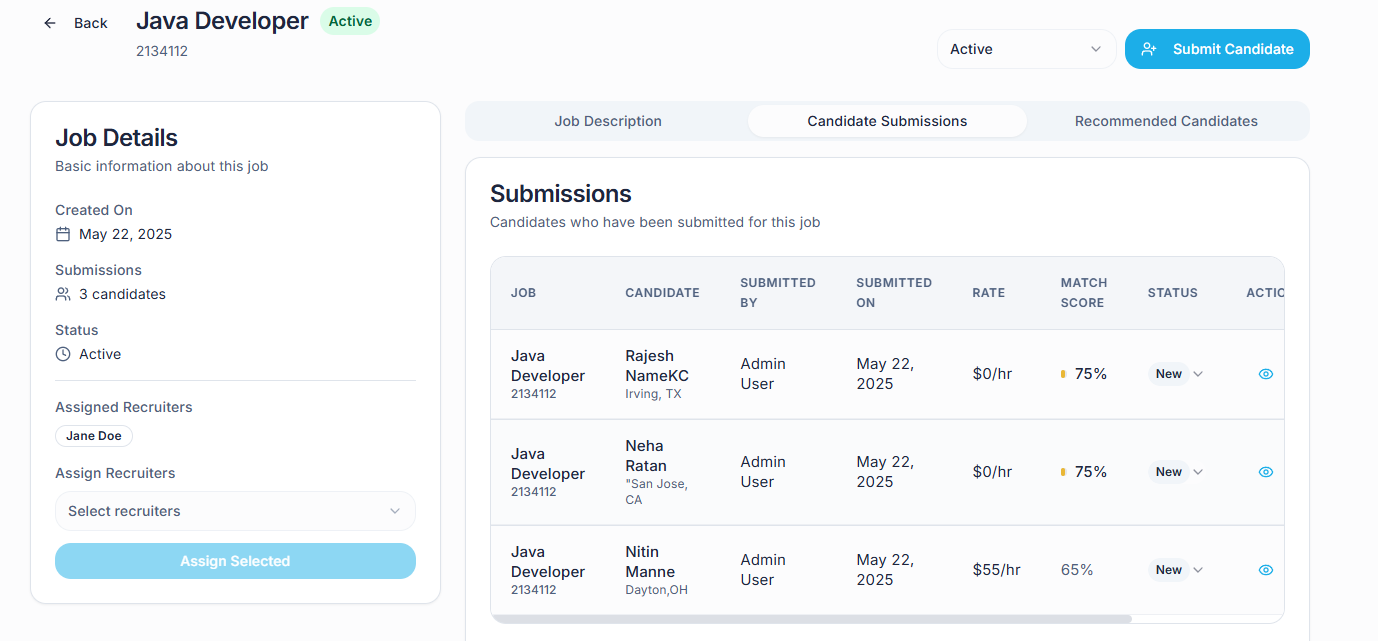 Back
Java Developer Active
2134112
Active
Submit Candidate
Job Details
Basic information about this job
Created On
May 22, 2025
Submissions
3 candidates
Status
Active
Assigned Recruiters
Jane Doe
Assign Recruiters
Select recruiters
Assign Selected
Job Description Candidate Submissions Recommended Candidates
Submissions
Candidates who have been submitted for this job
JOB CANDIDATE SUBMITTED BY SUBMITTED ON RATE MATCH SCORE STATUS ACTIO
Java Developer 2134112 Rajesh NameKC Irving, TX Admin User May 22, 2025 $0/hr 75% New
Java Developer 2134112 Neha Ratan "San Jose, CA Admin User May 22, 2025 $0/hr 75% New
Java Developer 2134112 Nitin Manne Dayton,OH Admin User May 22, 2025 $55/hr 65% New